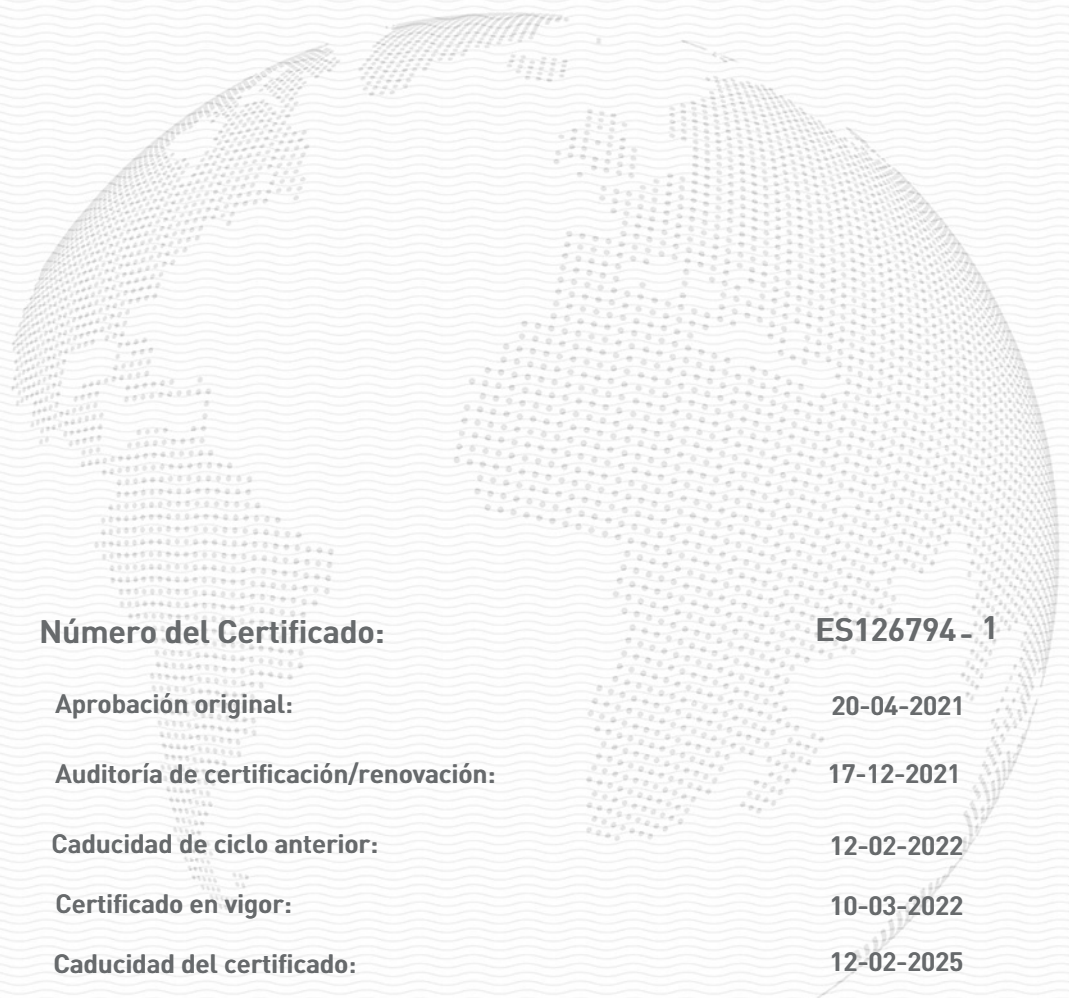 Número del Certificado: ES126794 - 1
Aprobación original: 20-04-2021
Auditoría de certificación/renovación: 17-12-2021
Caducidad de ciclo anterior: 12-02-2022
Certificado en vigor: 10-03-2022
Caducidad del certificado: 12-02-2025